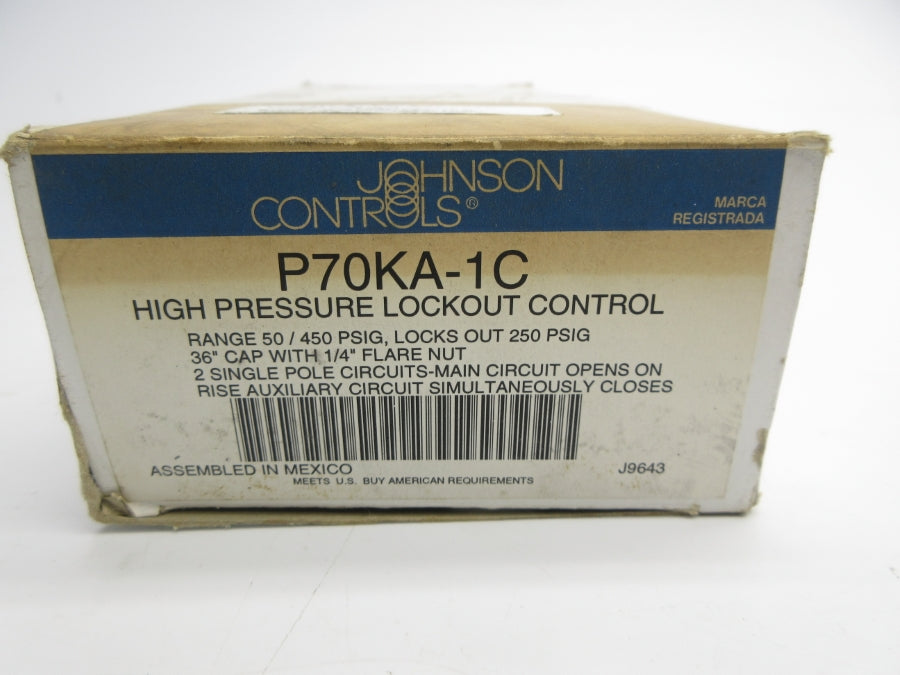 JOHNSON
CONTROLS®
MARCA
REGISTRADA
P70KA-1C
HIGH PRESSURE LOCKOUT CONTROL
RANGE 50 / 450 PSIG, LOCKS OUT 250 PSIG
36" CAP WITH 1/4" FLARE NUT
2 SINGLE POLE CIRCUITS-MAIN CIRCUIT OPENS ON
RISE AUXILIARY CIRCUIT SIMULTANEOUSLY CLOSES
ASSEMBLED IN MEXICO
J9643
MEETS U.S. BUY AMERICAN REQUIREMENTS